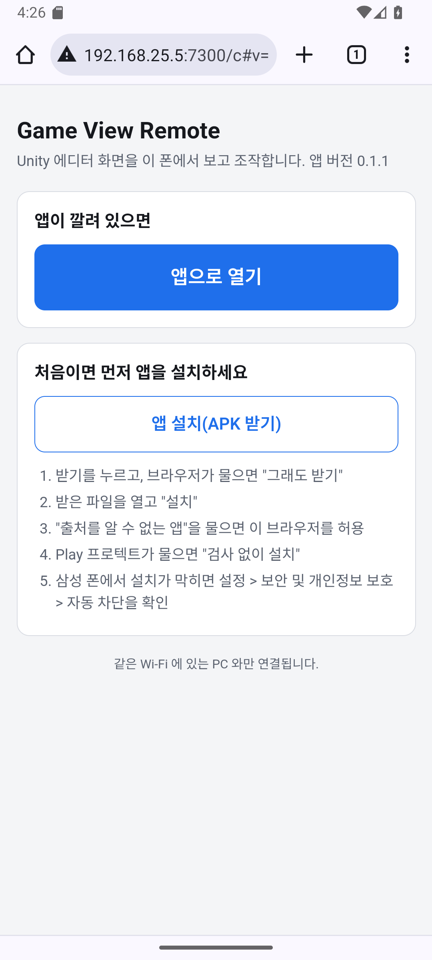 4:26
192.168.25.5:7300/c#v=
1
Game View Remote
Unity 에디터 화면을 이 폰에서 보고 조작합니다. 앱 버전 0.1.1
앱이 깔려 있으면
앱으로 열기
처음이면 먼저 앱을 설치하세요
앱 설치(APK 받기)
1. 받기를 누르고, 브라우저가 물으면 "그래도 받기"
2. 받은 파일을 열고 "설치"
3. "출처를 알 수 없는 앱"을 물으면 이 브라우저를 허용
4. Play 프로텍트가 물으면 "검사 없이 설치"
5. 삼성 폰에서 설치가 막히면 설정 > 보안 및 개인정보 보호
> 자동 차단을 확인
같은 Wi-Fi 에 있는 PC 와만 연결됩니다.